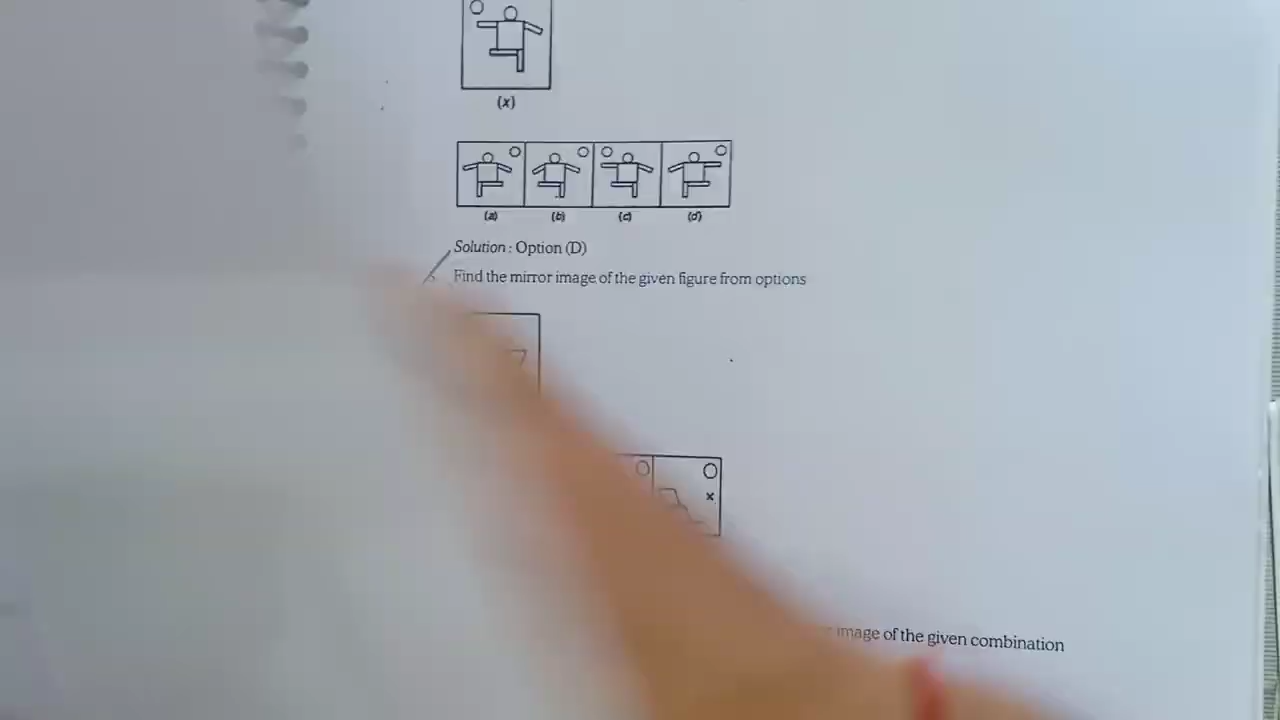 (x)
(a) (b) (c) (d)
Solution : Option (D)
Find the mirror image of the given figure from options
x
image of the given combination